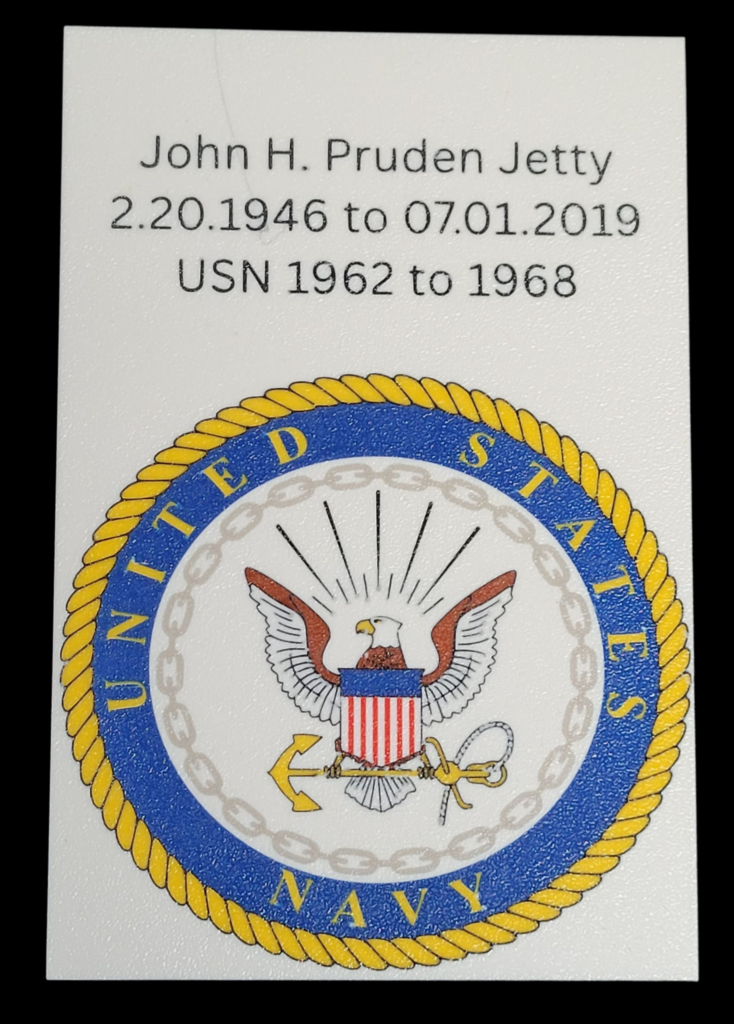 John H. Pruden Jetty
2.20.1946 to 07.01.2019
USN 1962 to 1968
UNITED STATES
NAVY